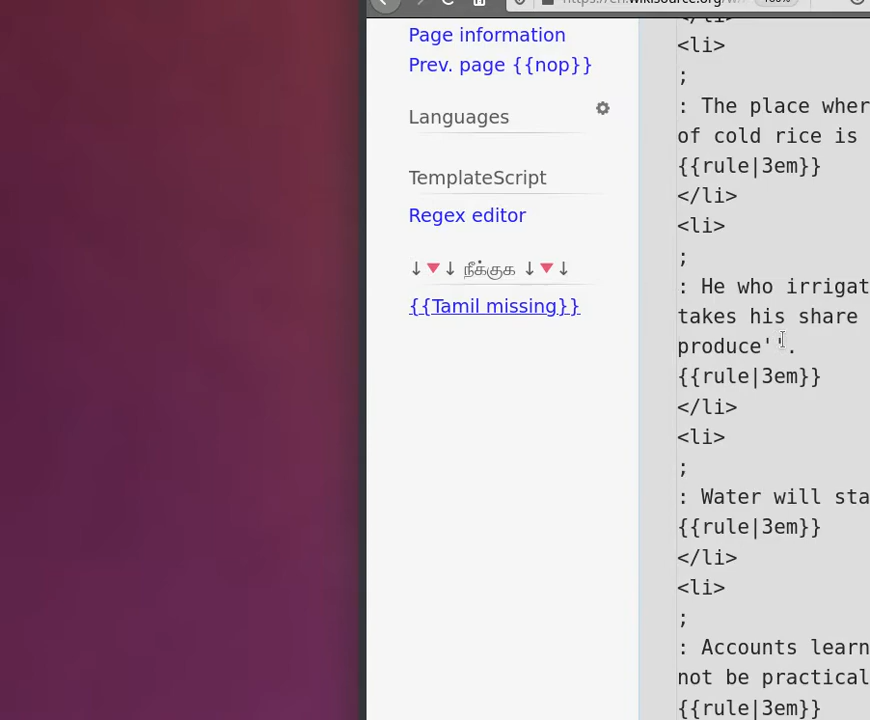 Page information
Prev. page {{nop}}
Languages
TemplateScript
Regex editor
↓▼↓ நீக்குக ↓▼↓
{{Tamil missing}}
</li>
<li>
;
: The place wher
of cold rice is
{{rule|3em}}
</li>
<li>
;
: He who irrigat
takes his share
produce''.
{{rule|3em}}
</li>
<li>
;
: Water will sta
{{rule|3em}}
</li>
<li>
;
: Accounts learn
not be practical
{{rule|3em}}